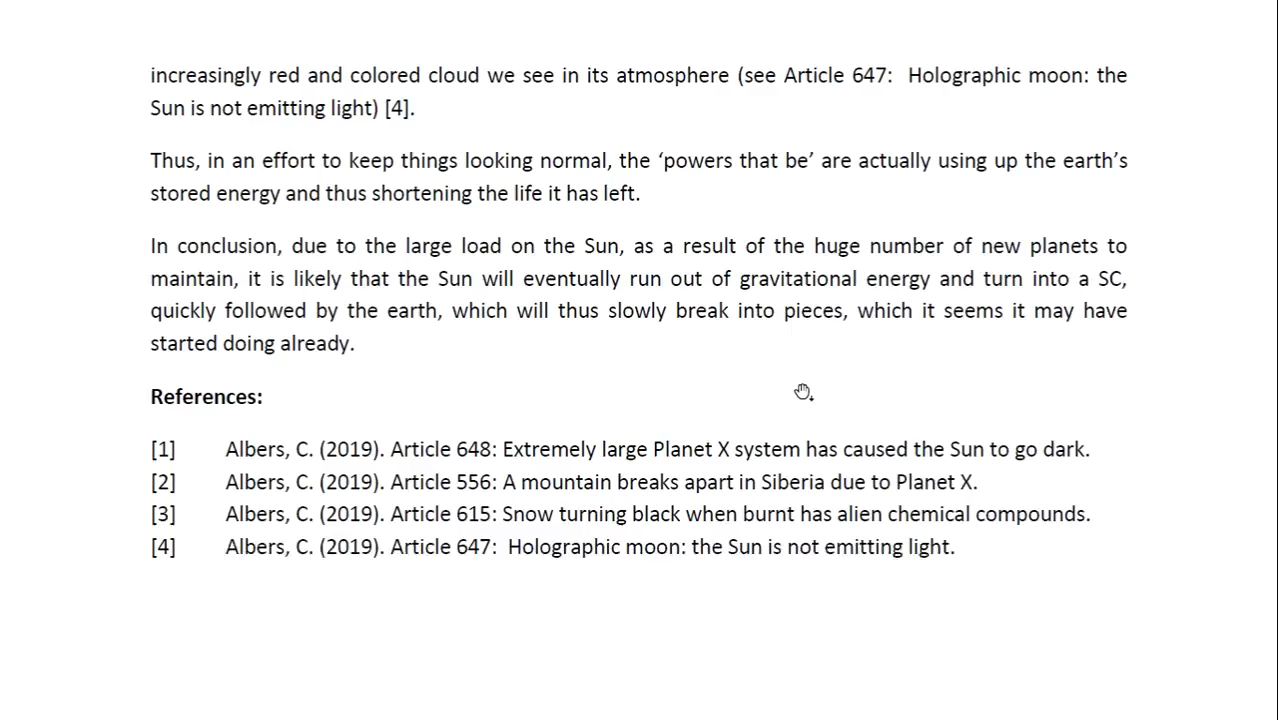 increasingly red and colored cloud we see in its atmosphere (see Article 647:  Holographic moon: the
Sun is not emitting light) [4].
Thus, in an effort to keep things looking normal, the ‘powers that be’ are actually using up the earth’s
stored energy and thus shortening the life it has left.
In conclusion, due to the large load on the Sun, as a result of the huge number of new planets to
maintain, it is likely that the Sun will eventually run out of gravitational energy and turn into a SC,
quickly followed by the earth, which will thus slowly break into pieces, which it seems it may have
started doing already.
References:
[1] Albers, C. (2019). Article 648: Extremely large Planet X system has caused the Sun to go dark.
[2] Albers, C. (2019). Article 556: A mountain breaks apart in Siberia due to Planet X.
[3] Albers, C. (2019). Article 615: Snow turning black when burnt has alien chemical compounds.
[4] Albers, C. (2019). Article 647:  Holographic moon: the Sun is not emitting light.